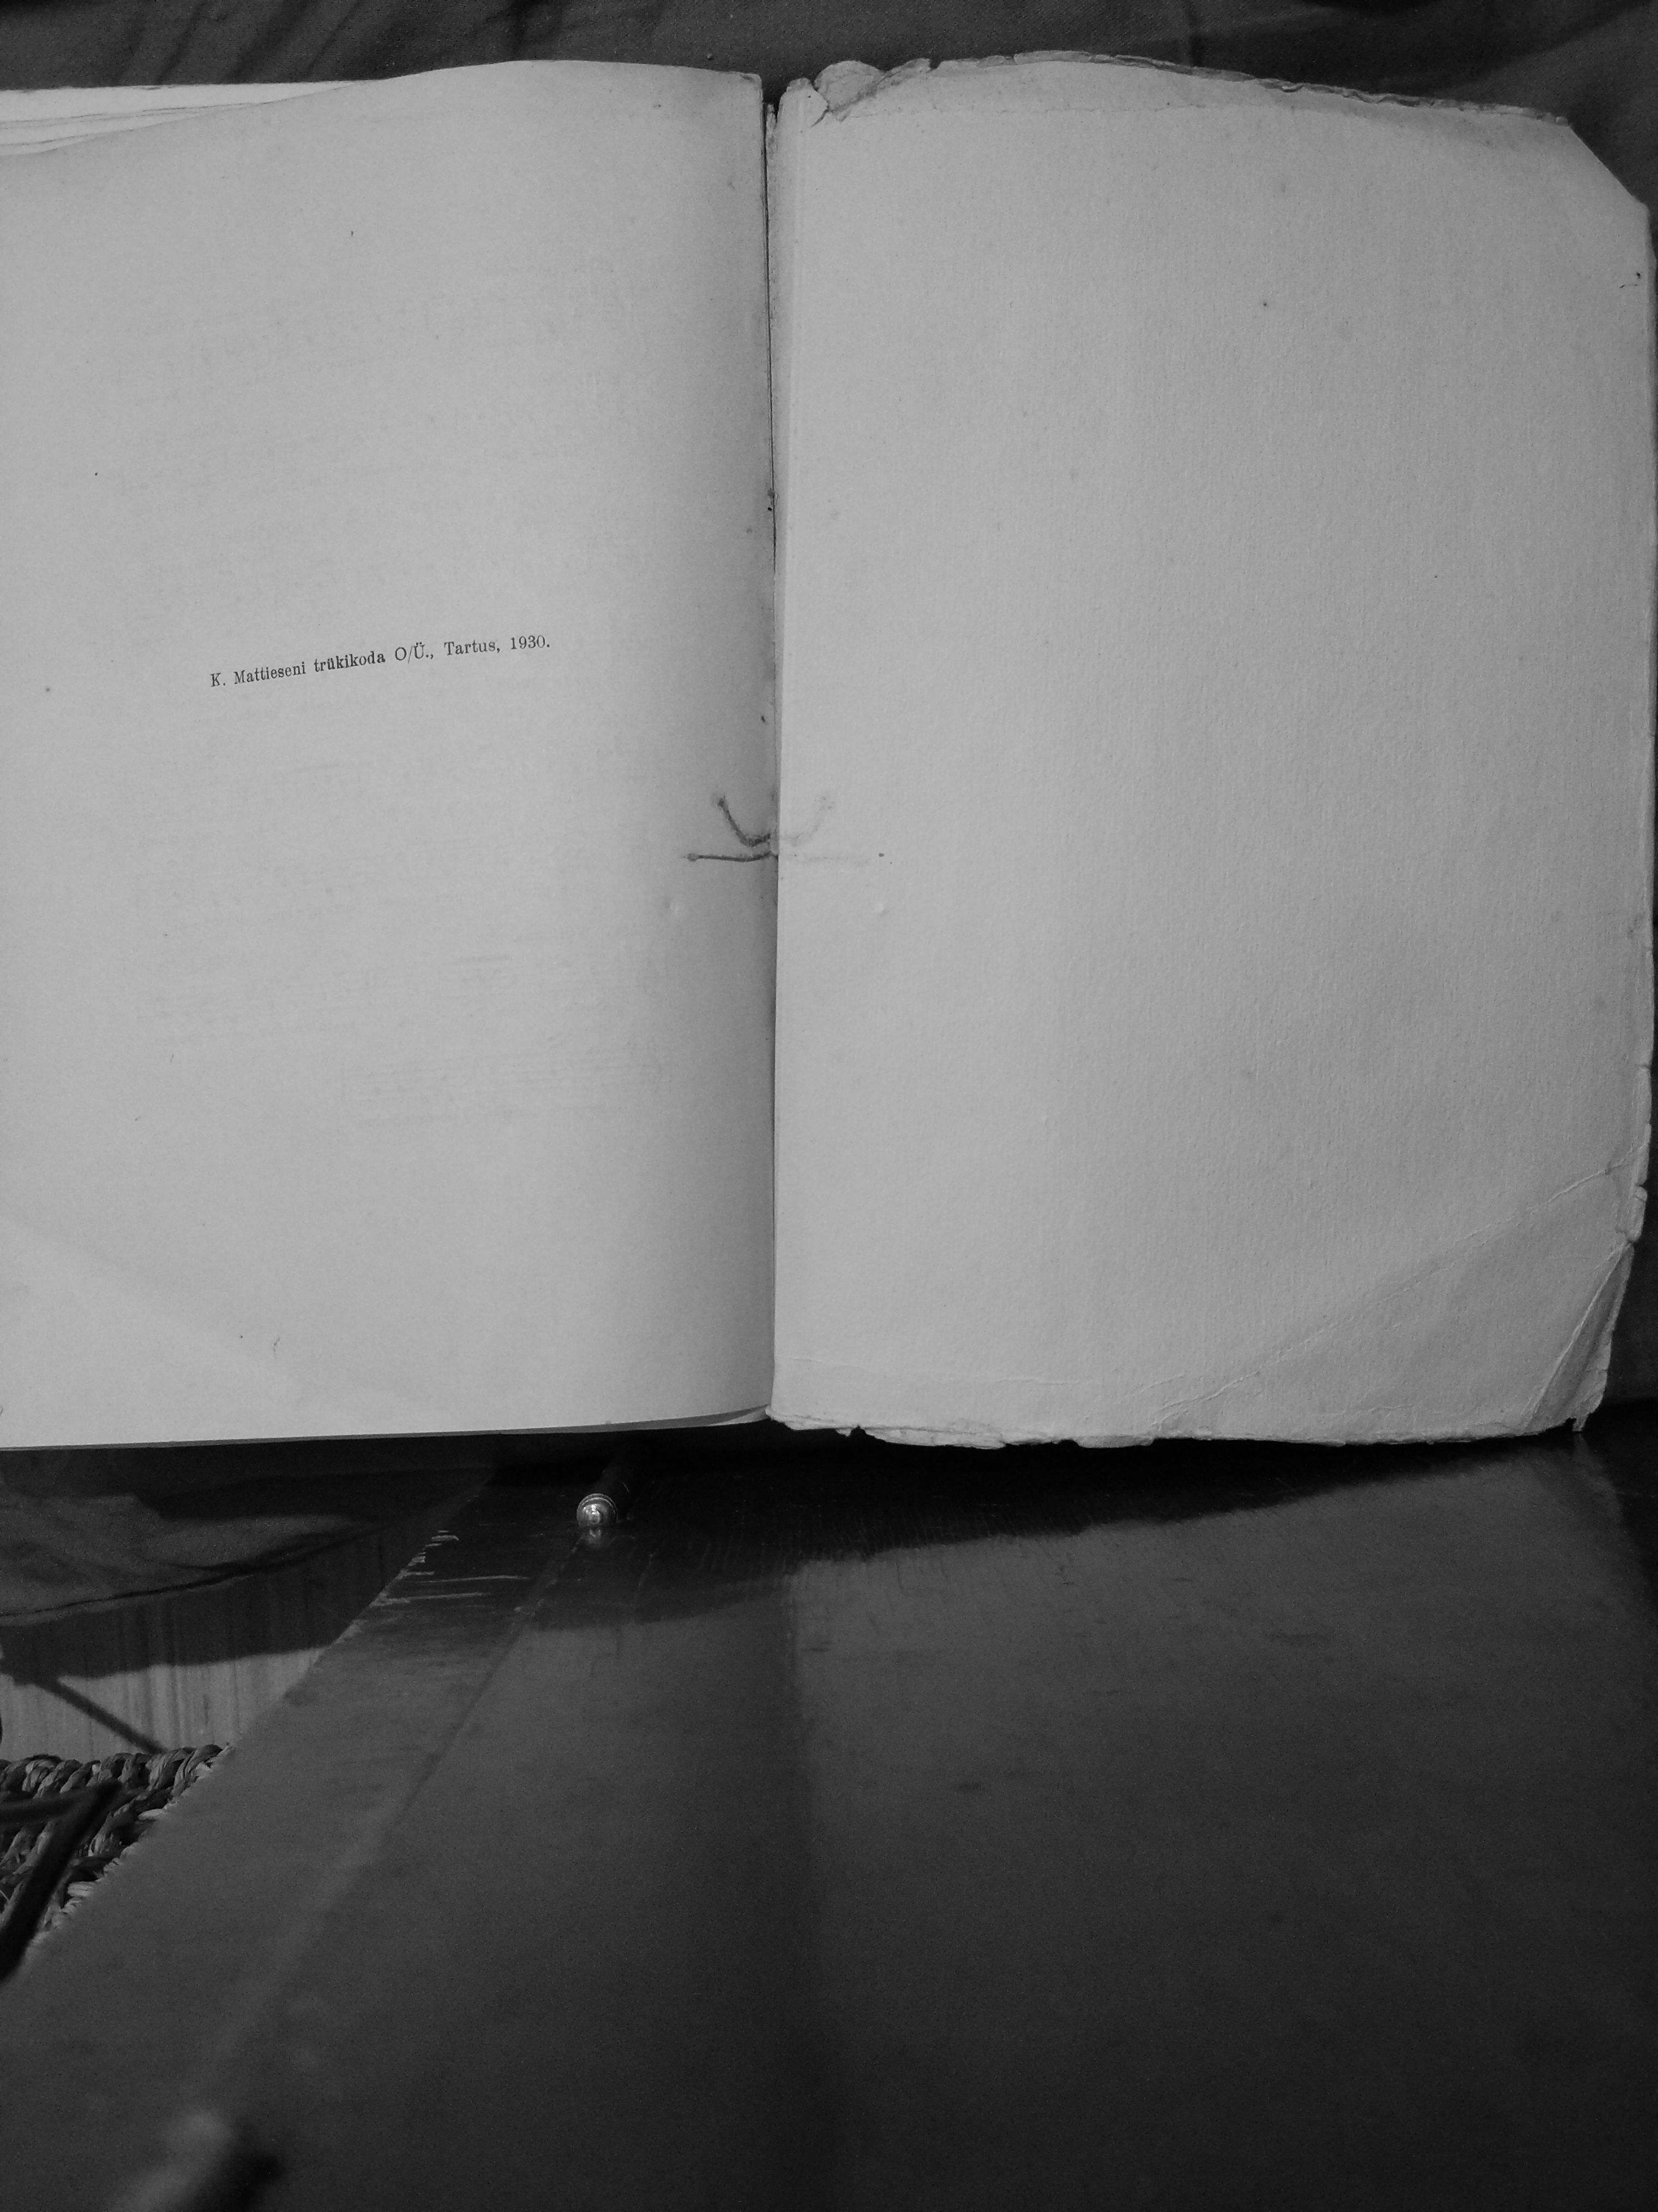 K. Mattieseni trükikoda O/Ü., Tartus, 1930.